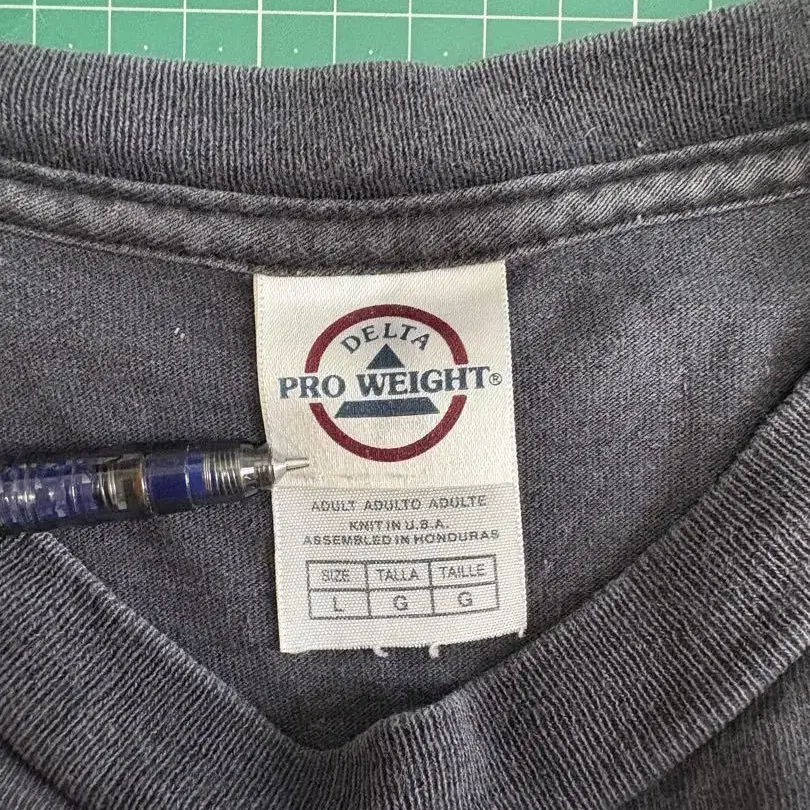 DELTA
PRO WEIGHT®
ADULT ADULTO ADULTE
KNIT IN U.S.A.
ASSEMBLED IN HONDURAS
SIZE TALLA TAILLE
L G G